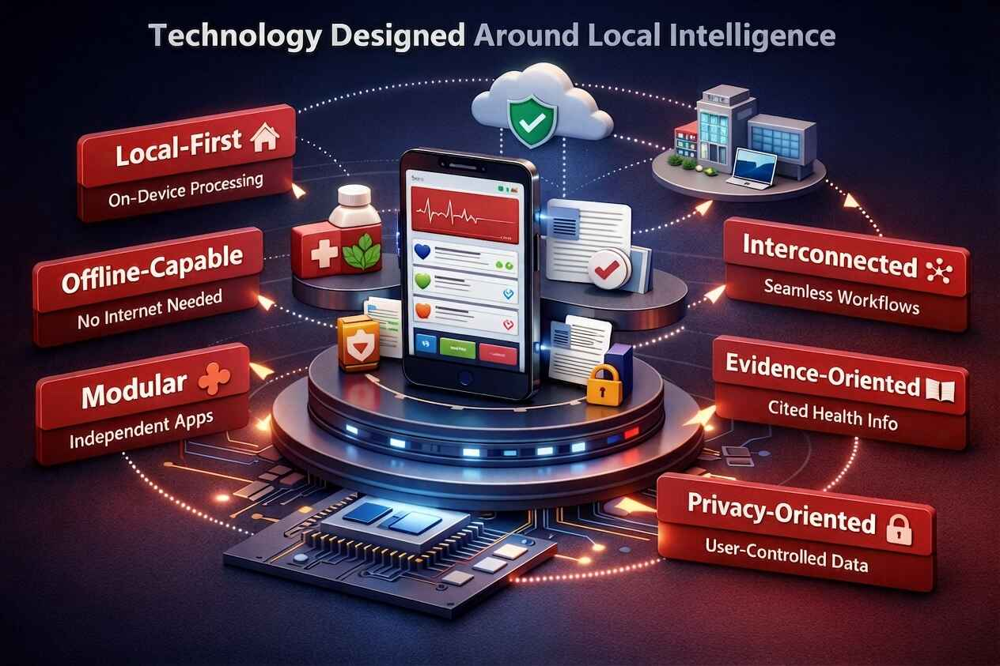 Technology Designed Around Local Intelligence
Local-First
On-Device Processing
Offline-Capable
No Internet Needed
Modular
Independent Apps
Interconnected
Seamless Workflows
Evidence-Oriented
Cited Health Info
Privacy-Oriented
User-Controlled Data